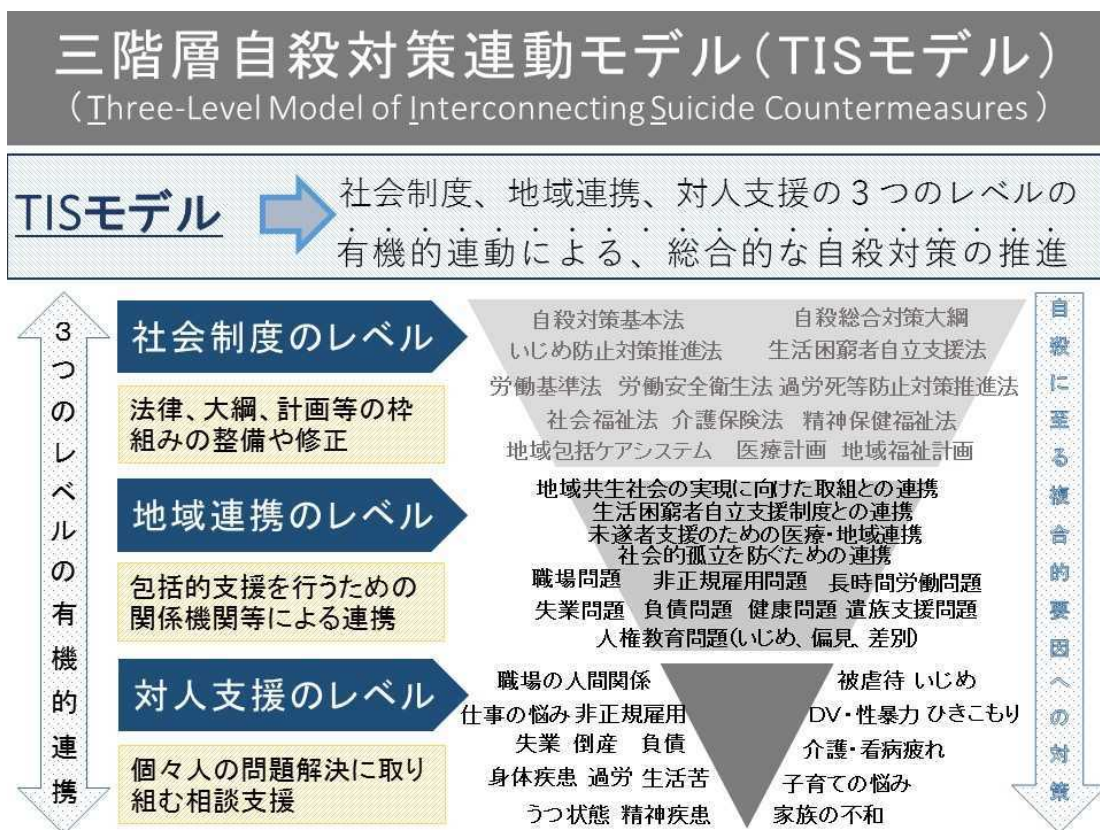 三階層自殺対策連動モデル(TISモデル)
(Three-Level Model of Interconnecting Suicide Countermeasures)
TISモデル
社会制度、地域連携、対人支援の３つのレベルの
有機的連動による、総合的な自殺対策の推進
３つのレベルの有機的連携
社会制度のレベル
法律、大綱、計画等の枠
組みの整備や修正
自殺対策基本法 自殺総合対策大綱
いじめ防止対策推進法 生活困窮者自立支援法
労働基準法 労働安全衛生法 過労死等防止対策推進法
社会福祉法 介護保険法 精神保健福祉法
地域包括ケアシステム 医療計画 地域福祉計画
地域連携のレベル
包括的支援を行うための
関係機関等による連携
地域共生社会の実現に向けた取組との連携
生活困窮者自立支援制度との連携
未遂者支援のための医療・地域連携
社会的孤立を防ぐための連携
職場問題 非正規雇用問題 長時間労働問題
失業問題 負債問題 健康問題 遺族支援問題
人権教育問題(いじめ、偏見、差別)
対人支援のレベル
個々人の問題解決に取り
組む相談支援
職場の人間関係 被虐待 いじめ
仕事の悩み 非正規雇用 DV・性暴力 ひきこもり
失業 倒産 負債 介護・看病疲れ
身体疾患 過労 生活苦 子育ての悩み
うつ状態 精神疾患 家族の不和
自殺に至る複合的要因への対策